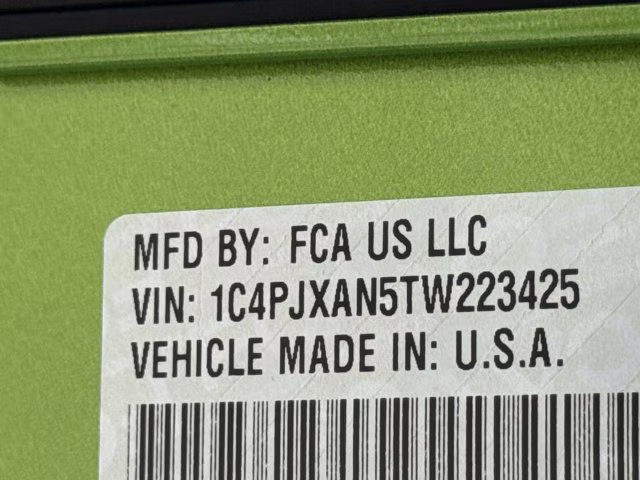 MFD BY: FCA US LLC
VIN: 1C4PJXAN5TW223425
VEHICLE MADE IN: U.S.A.